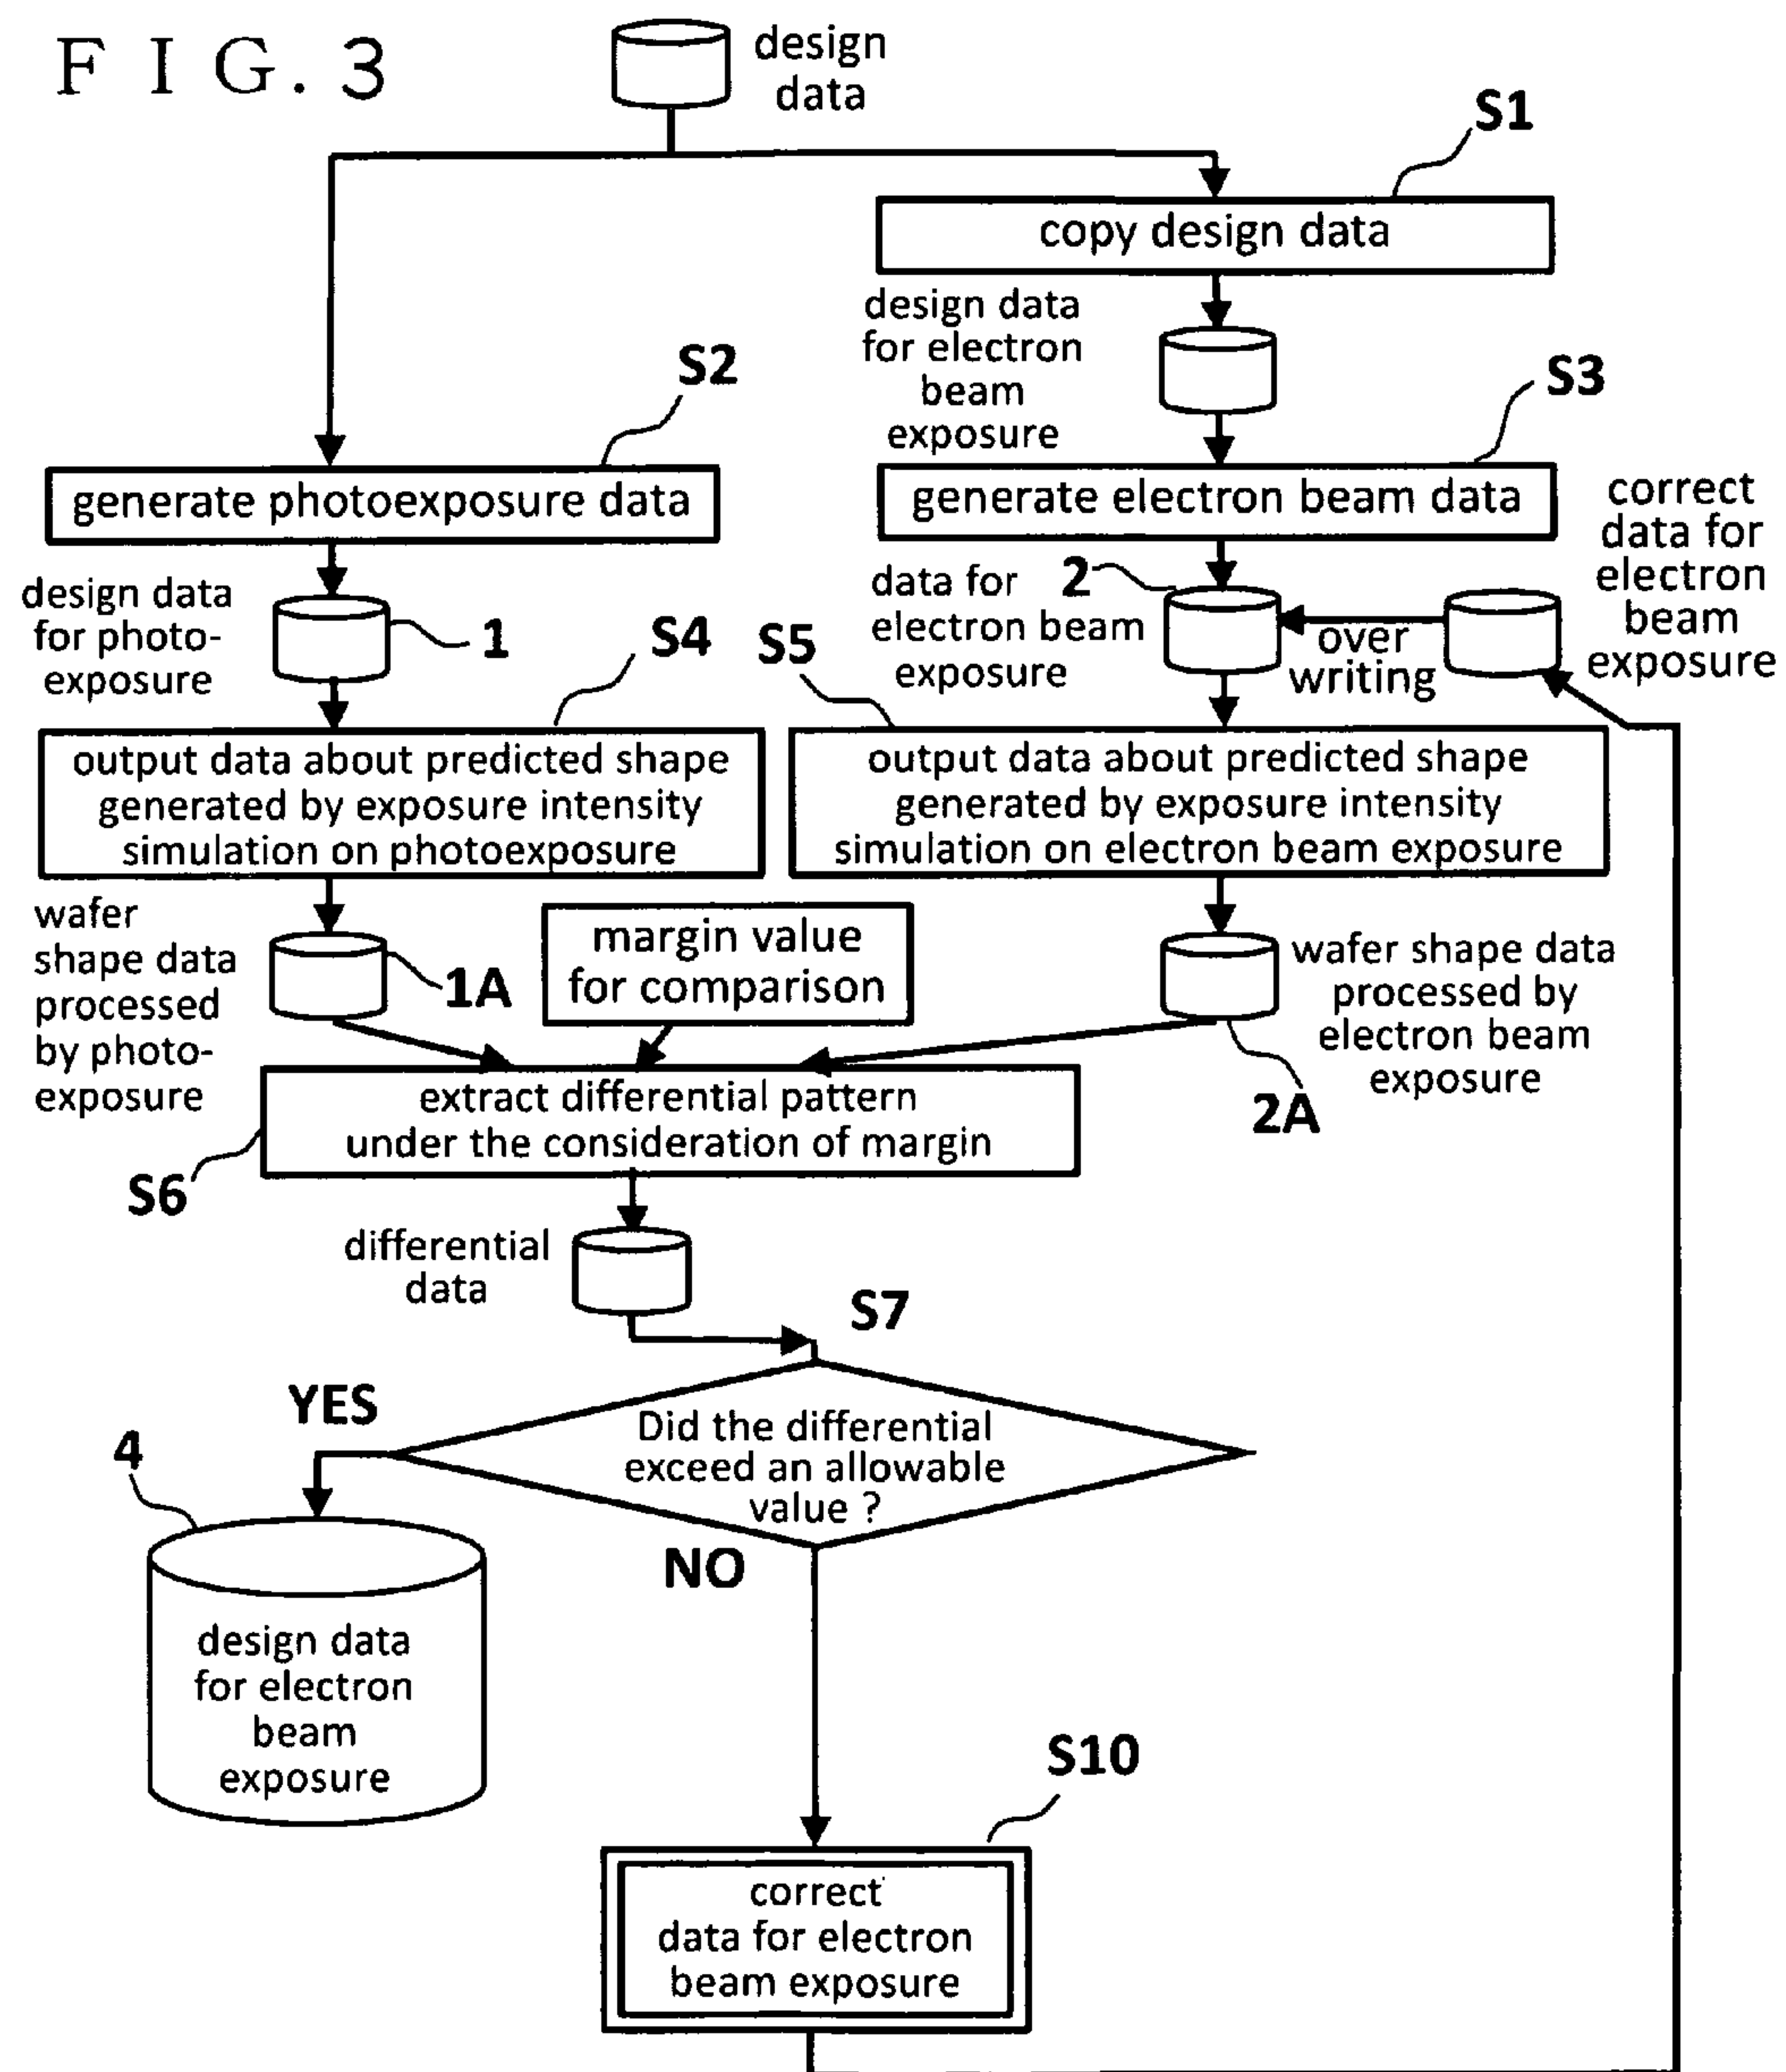 FIG. 3
design
data
S1
copy design data
design data
for electron
beam
exposure
S2
S3
generate photoexposure data
generate electron beam data
correct
data for
electron
beam
exposure
design data
for photo-
exposure
1
data for
electron beam
exposure
2
over
writing
S4
S5
output data about predicted shape
generated by exposure intensity
simulation on photoexposure
output data about predicted shape
generated by exposure intensity
simulation on electron beam exposure
wafer
shape data
processed
by photo-
exposure
1A
margin value
for comparison
wafer shape data
processed by
electron beam
exposure
2A
extract differential pattern
under the consideration of margin
S6
differential
data
S7
YES
Did the differential
exceed an allowable
value ?
4
NO
design data
for electron
beam
exposure
S10
correct
data for electron
beam exposure